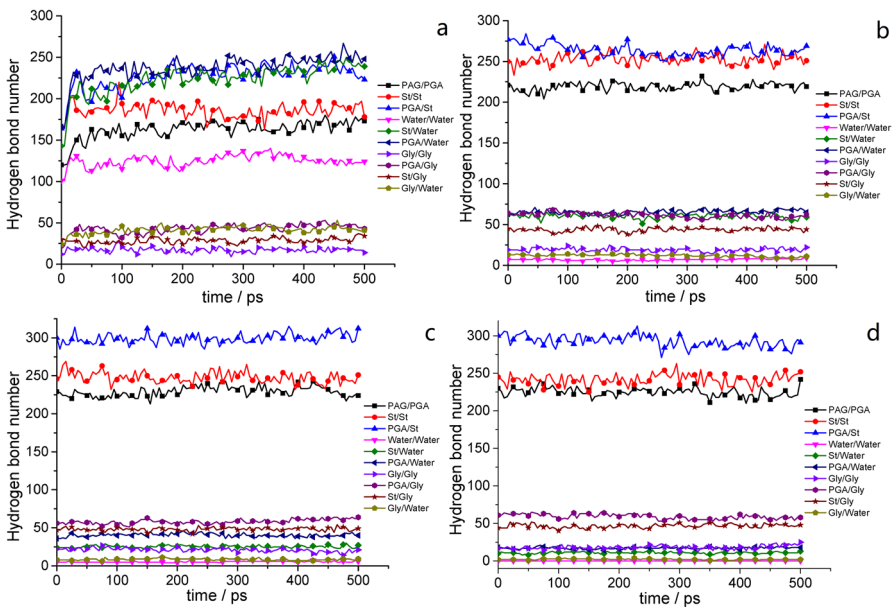 a
Hydrogen bond number
300
250
200
150
100
50
0
0 100 200 300 400 500
time / ps
PAG/PGA
St/St
PGA/St
Water/Water
St/Water
PGA/Water
Gly/Gly
PGA/Gly
St/Gly
Gly/Water
b
Hydrogen bond number
300
250
200
150
100
50
0
0 100 200 300 400 500
time / ps
PAG/PGA
St/St
PGA/St
Water/Water
St/Water
PGA/Water
Gly/Gly
PGA/Gly
St/Gly
Gly/Water
c
Hydrogen bond number
300
250
200
150
100
50
0
0 100 200 300 400 500
time / ps
PAG/PGA
St/St
PGA/St
Water/Water
St/Water
PGA/Water
Gly/Gly
PGA/Gly
St/Gly
Gly/Water
d
Hydrogen bond number
300
250
200
150
100
50
0
0 100 200 300 400 500
time / ps
PAG/PGA
St/St
PGA/St
Water/Water
St/Water
PGA/Water
Gly/Gly
PGA/Gly
St/Gly
Gly/Water